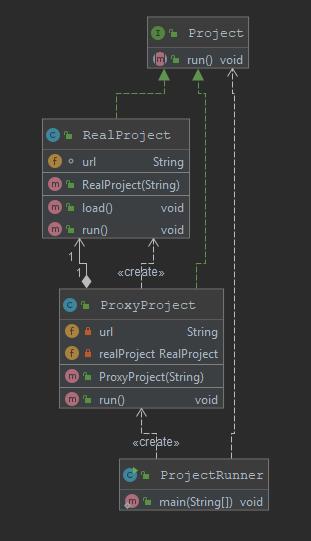 I Project
m run() void
C RealProject
f url String
m RealProject(String)
m load() void
m run() void
1
1
«create»
C ProxyProject
f url String
f realProject RealProject
m ProxyProject(String)
m run() void
«create»
C ProjectRunner
m main(String[]) void